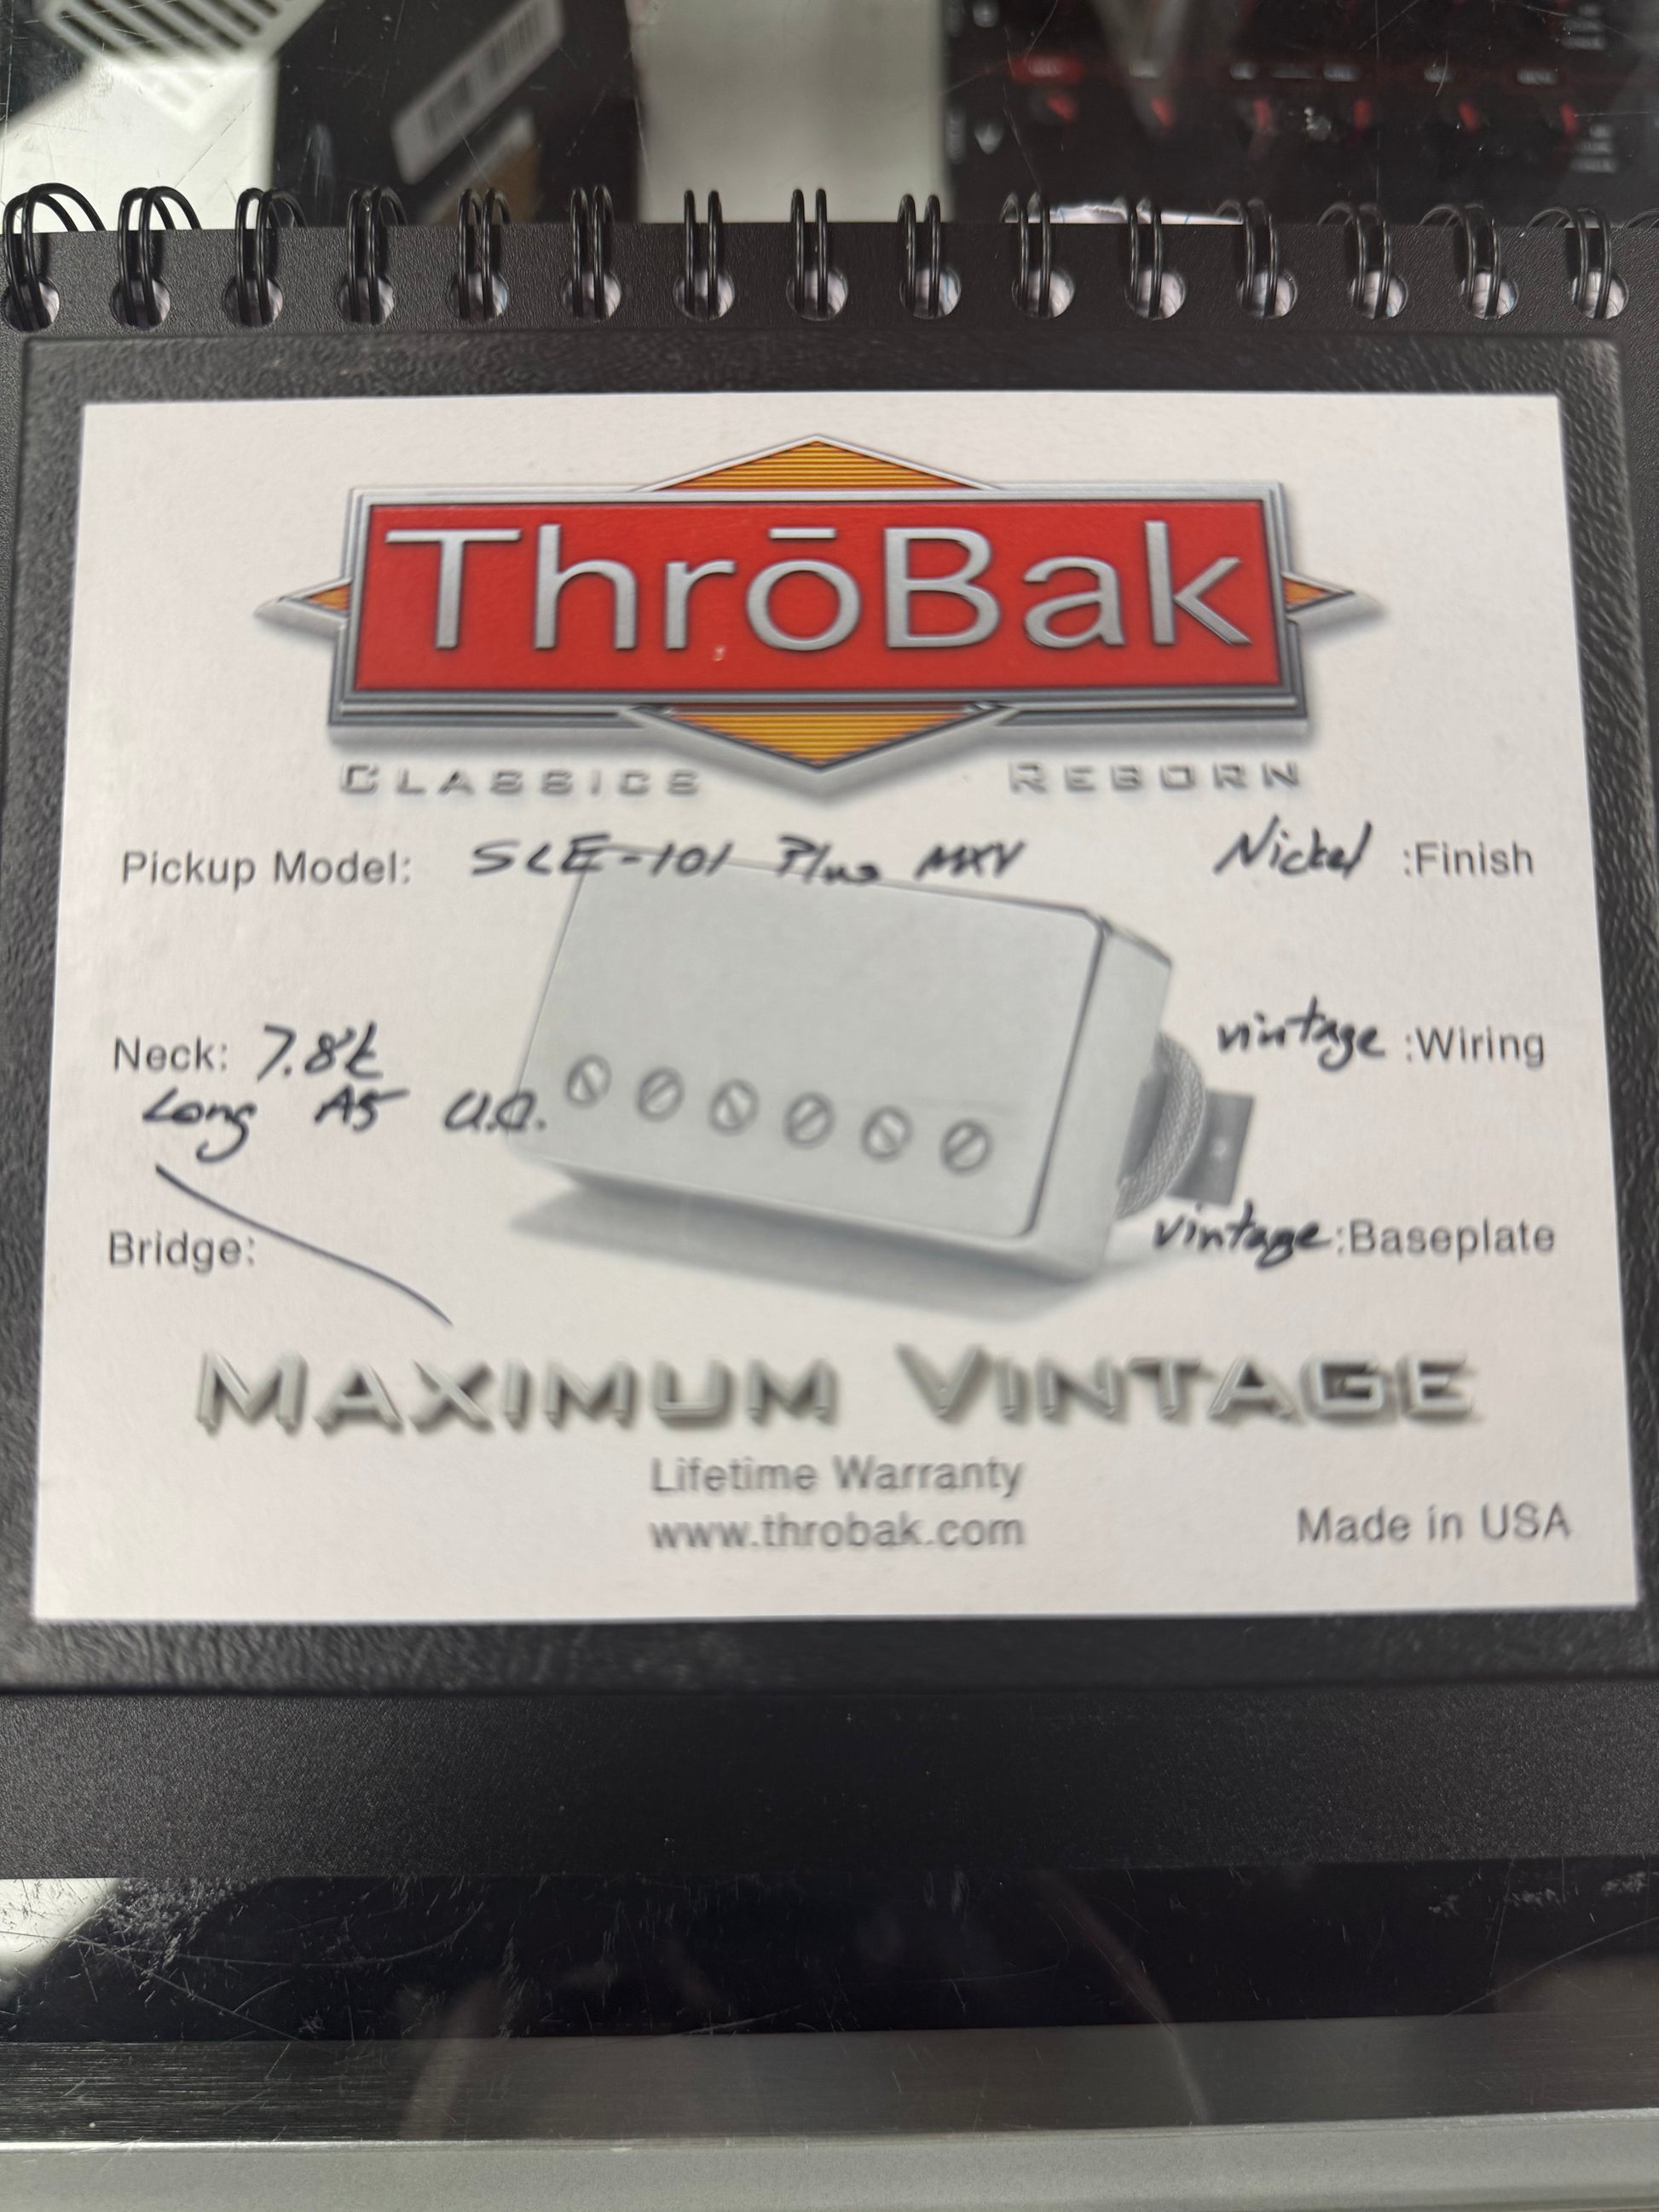 ThrōBak
CLASSICS REBORN
Pickup Model: SLE-101 Plus MXV Nickel :Finish
Neck: 7.8k vintage :Wiring
Long A5 U.O.
Bridge: vintage :Baseplate
MAXIMUM VINTAGE
Lifetime Warranty
www.throbak.com
Made in USA